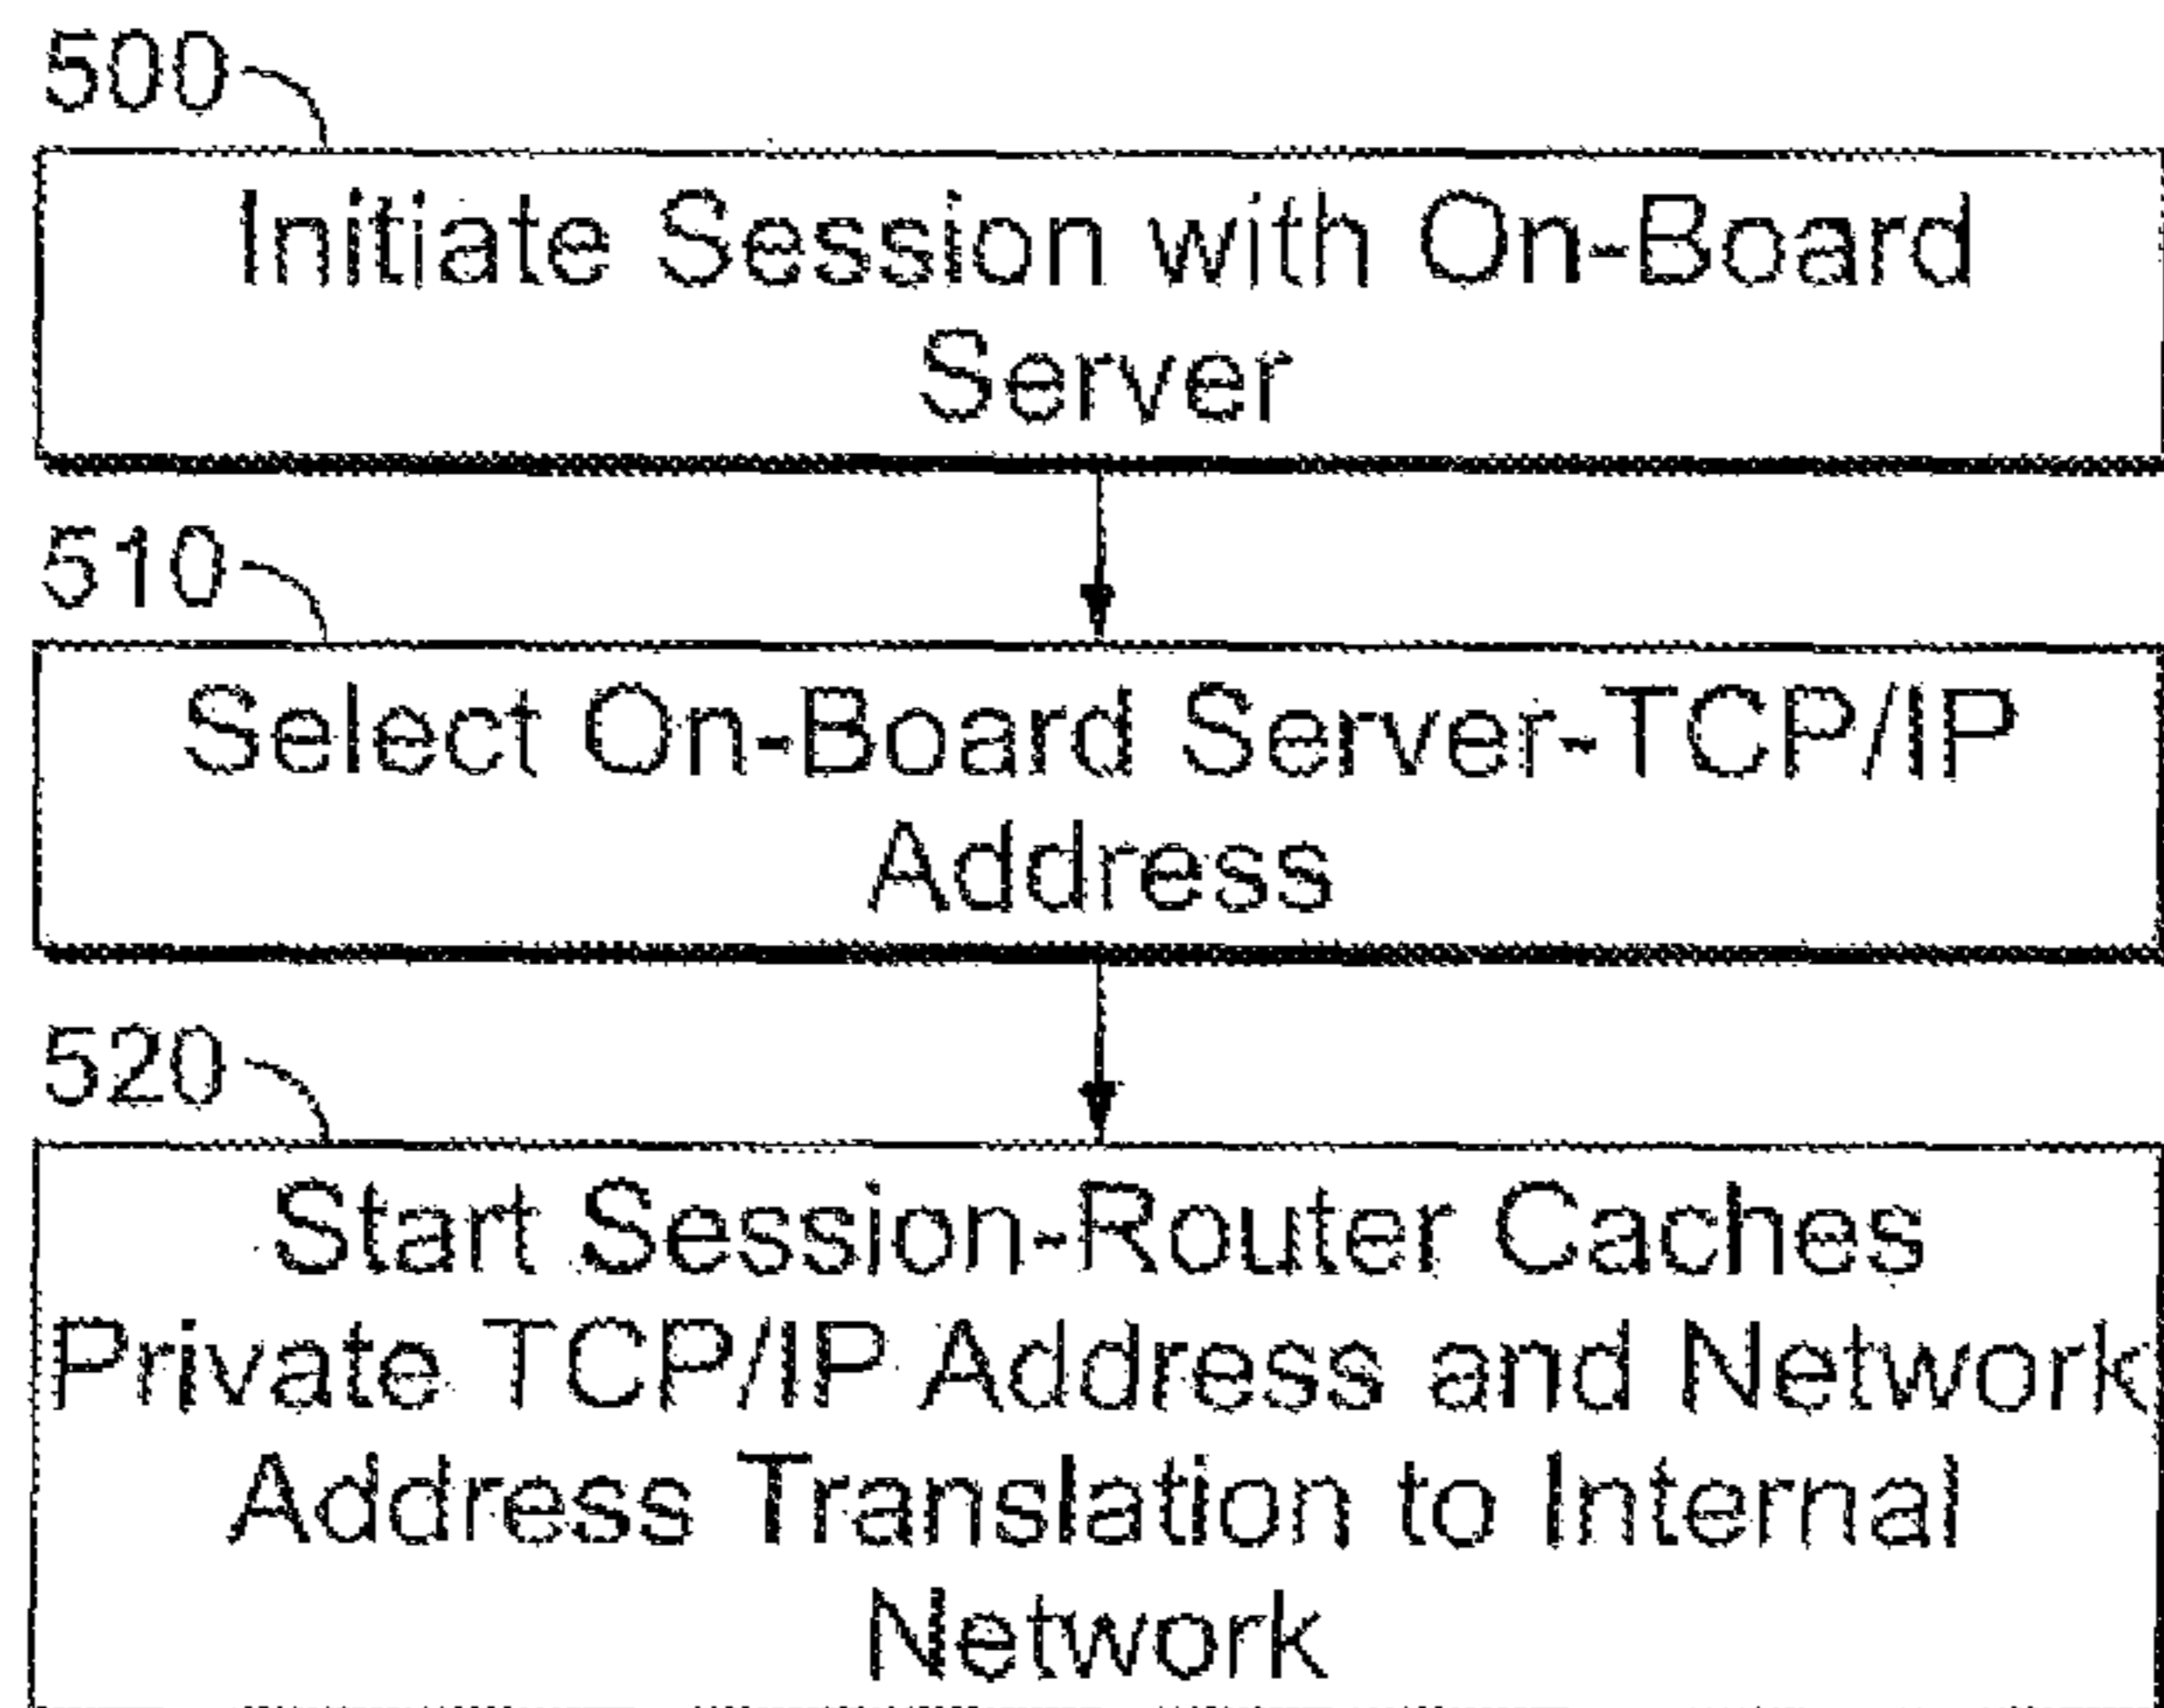 500
Initiate Session with On-Board
Server
510
Select On-Board Server-TCP/IP
Address
520
Start Session-Router Caches
Private TCP/IP Address and Network
Address Translation to Internal
Network